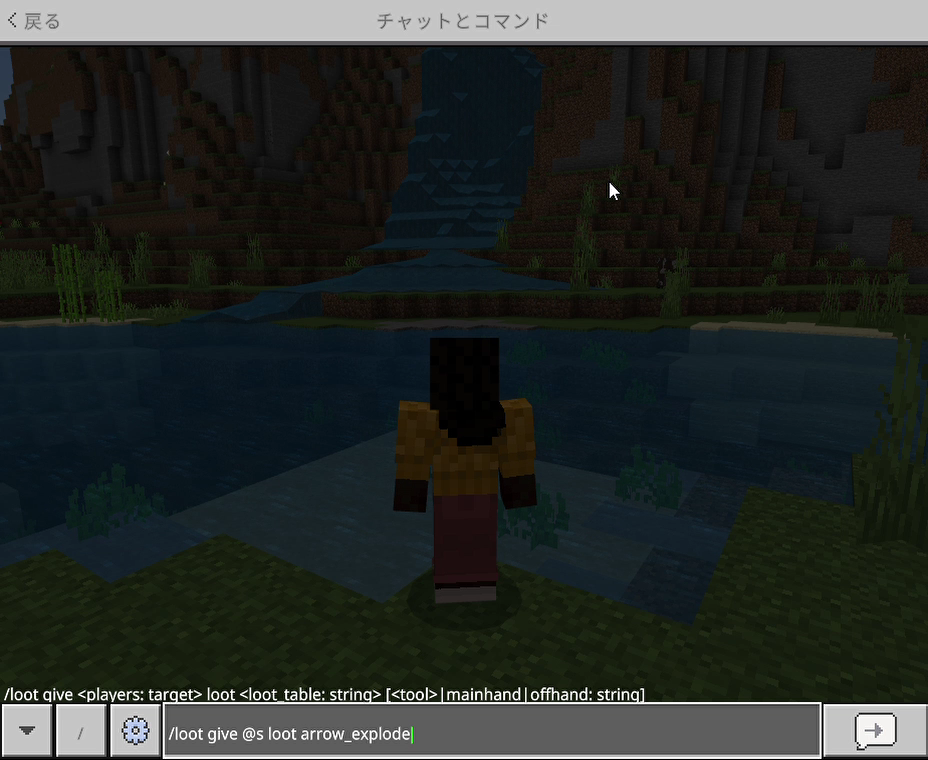 戻る
チャットとコマンド
/loot give <players: target> loot <loot_table: string> [<tool>|mainhand|offhand: string]
/
/loot give @s loot arrow_explode